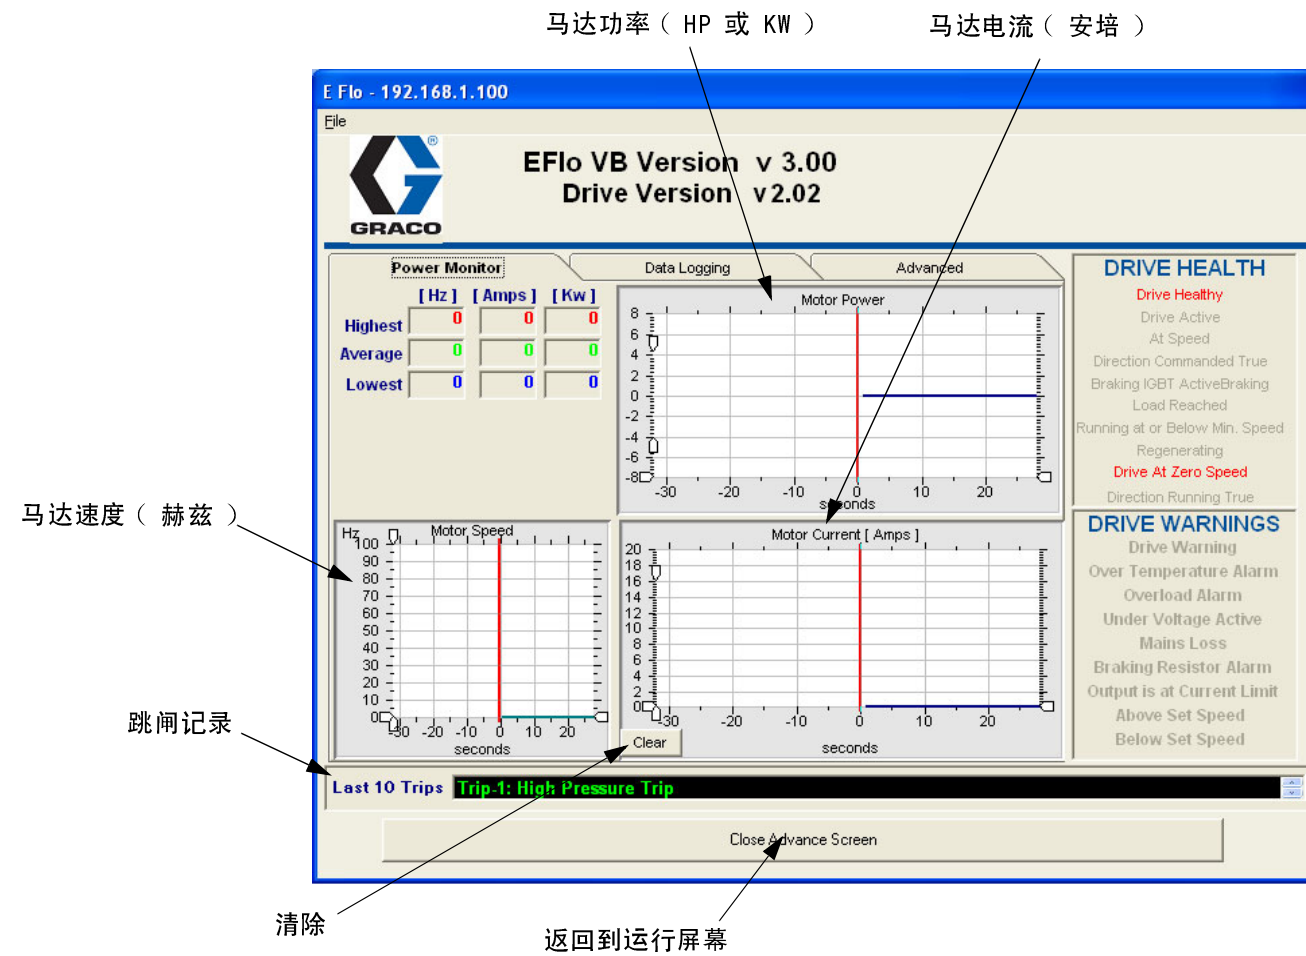 马达功率（ HP 或 KW ）
马达电流（ 安培 ）
E Flo - 192.168.1.100
File
GRACO
®
EFlo VB Version v 3.00
Drive Version v2.02
Power Monitor
Data Logging
Advanced
[ Hz ] [ Amps ] [ Kw ]
Highest 0 0 0
Average 0 0 0
Lowest 0 0 0
Motor Power
8
6
4
2
0
-2
-4
-6
-8
-30 -20 -10 0 10 20
seconds
DRIVE HEALTH
Drive Healthy
Drive Active
At Speed
Direction Commanded True
Braking IGBT ActiveBraking
Load Reached
Running at or Below Min. Speed
Regenerating
Drive At Zero Speed
Direction Running True
马达速度（ 赫兹 ）
Hz
Motor Speed
100
90
80
70
60
50
40
30
20
10
0
-30 -20 -10 0 10 20
seconds
Motor Current [ Amps ]
20
18
16
14
12
10
8
6
4
2
0
-30 -20 -10 0 10 20
seconds
Clear
DRIVE WARNINGS
Drive Warning
Over Temperature Alarm
Overload Alarm
Under Voltage Active
Mains Loss
Braking Resistor Alarm
Output is at Current Limit
Above Set Speed
Below Set Speed
跳闸记录
Last 10 Trips
Trip-1: High Pressure Trip
Close Advance Screen
清除
返回到运行屏幕